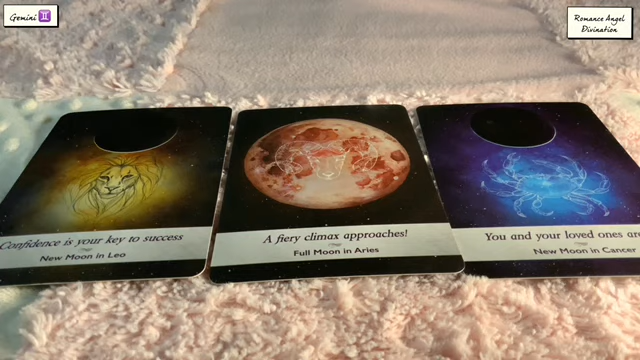 Gemini ♊
Romance Angel
Divination
Confidence is your key to success
New Moon in Leo
A fiery climax approaches!
Full Moon in Aries
You and your loved ones are
New Moon in Cancer